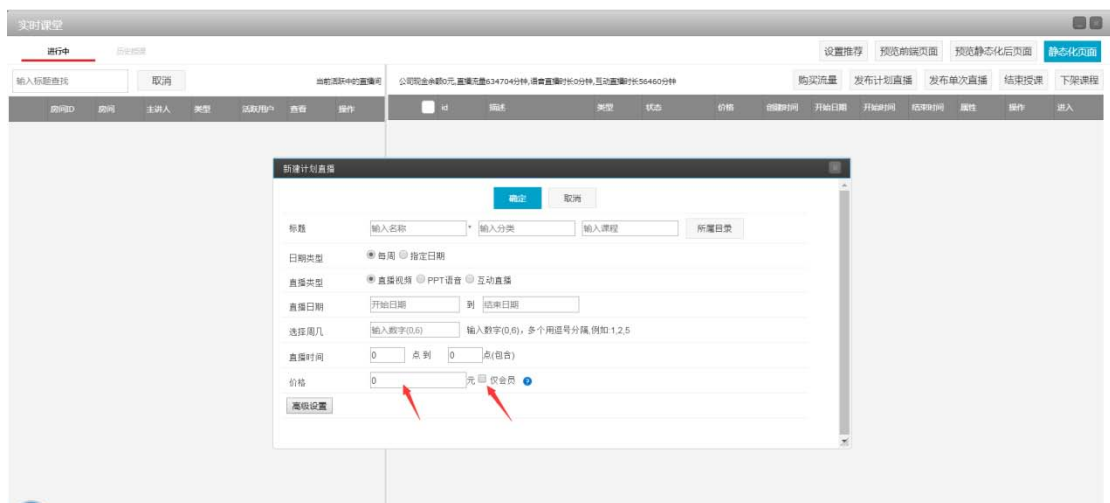 实时课堂
进行中 历史授课 设置推荐 预览前端页面 预览静态化后页面 静态化页面
输入标题查找 取消 当前活跃中的直播间 公司现金余额0元,直播流量634704分钟,语音直播时长0分钟,互动直播时长56460分钟 购买流量 发布计划直播 发布单次直播 结束授课 下架课程
房间ID 房间 主讲人 类型 活跃用户 查看 操作 id 描述 类型 状态 价格 创建时间 开始日期 开始时间 结束时间 属性 操作 进入
新建计划直播
确定 取消
标题 输入名称 * 输入分类 输入课程 所属目录
日期类型 每周 指定日期
直播类型 直播视频 PPT语音 互动直播
直播日期 开始日期 到 结束日期
选择周几 输入数字(0,6) 输入数字(0,6)，多个用逗号分隔,例如:1,2,5
直播时间 0 点 到 0 点(包含)
价格 0 元 仅会员 ?
高级设置